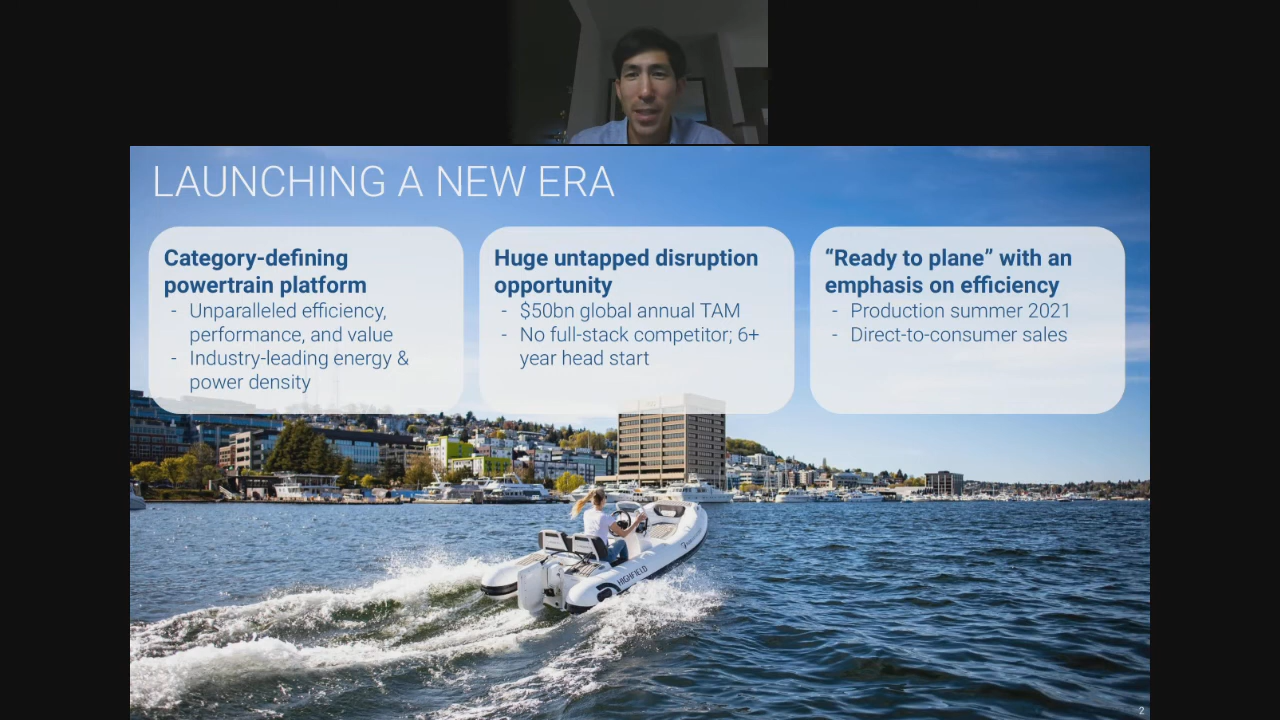 LAUNCHING A NEW ERA
Category-defining
powertrain platform
- Unparalleled efficiency,
performance, and value
- Industry-leading energy &
power density
Huge untapped disruption
opportunity
- $50bn global annual TAM
- No full-stack competitor; 6+
year head start
“Ready to plane” with an
emphasis on efficiency
- Production summer 2021
- Direct-to-consumer sales
HIGHFIELD
2